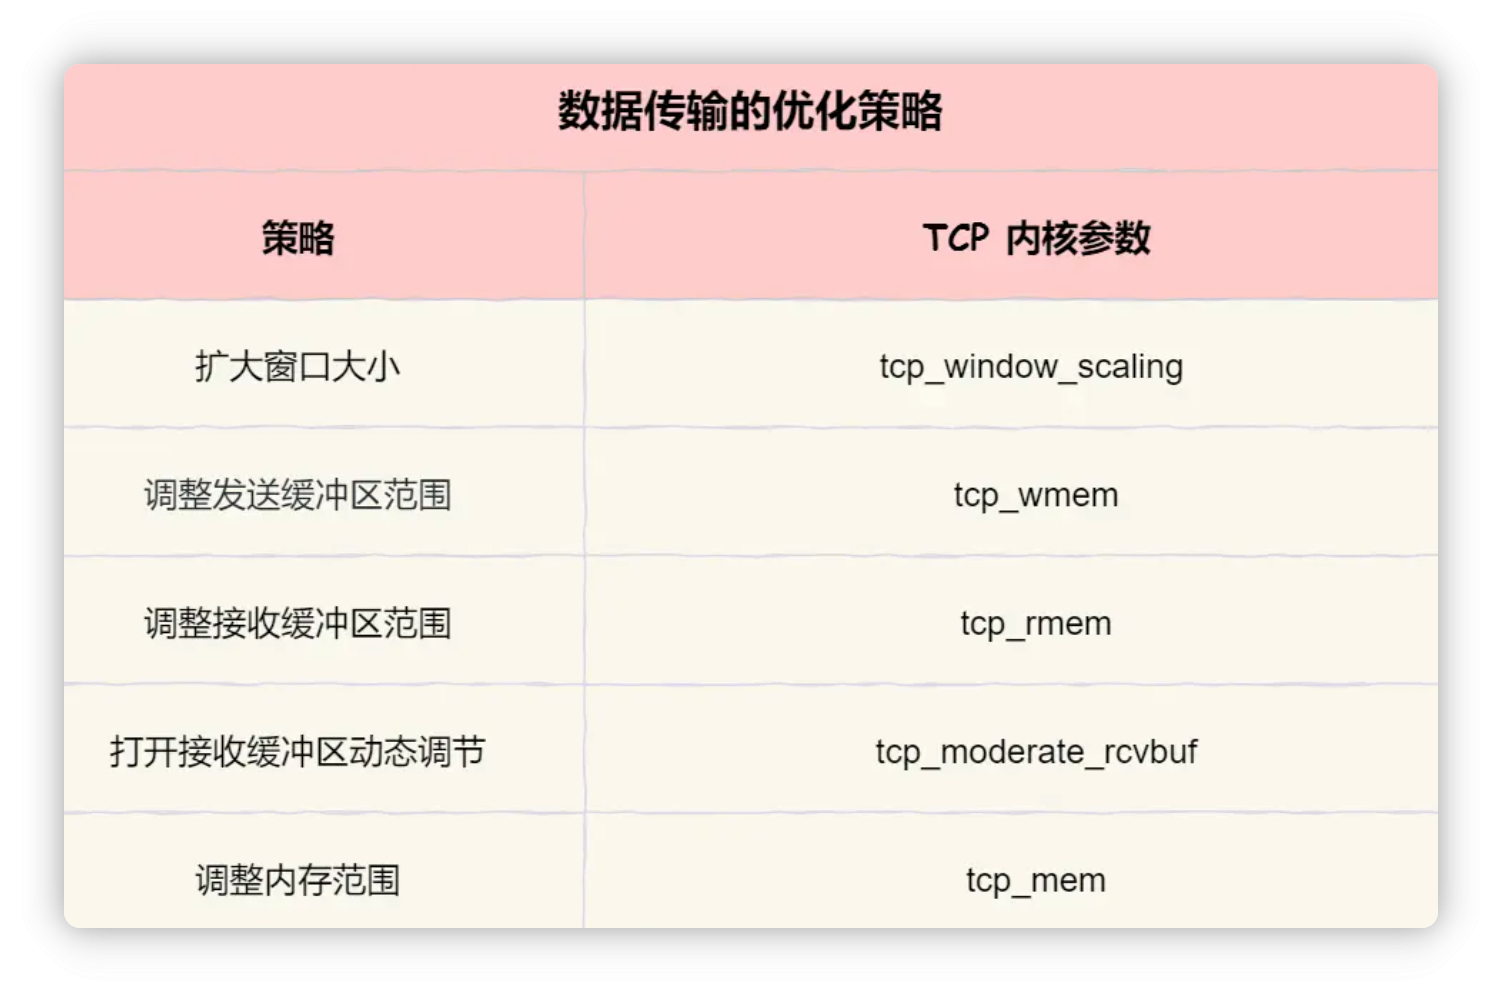 数据传输的优化策略
策略 TCP 内核参数
扩大窗口大小 tcp_window_scaling
调整发送缓冲区范围 tcp_wmem
调整接收缓冲区范围 tcp_rmem
打开接收缓冲区动态调节 tcp_moderate_rcvbuf
调整内存范围 tcp_mem